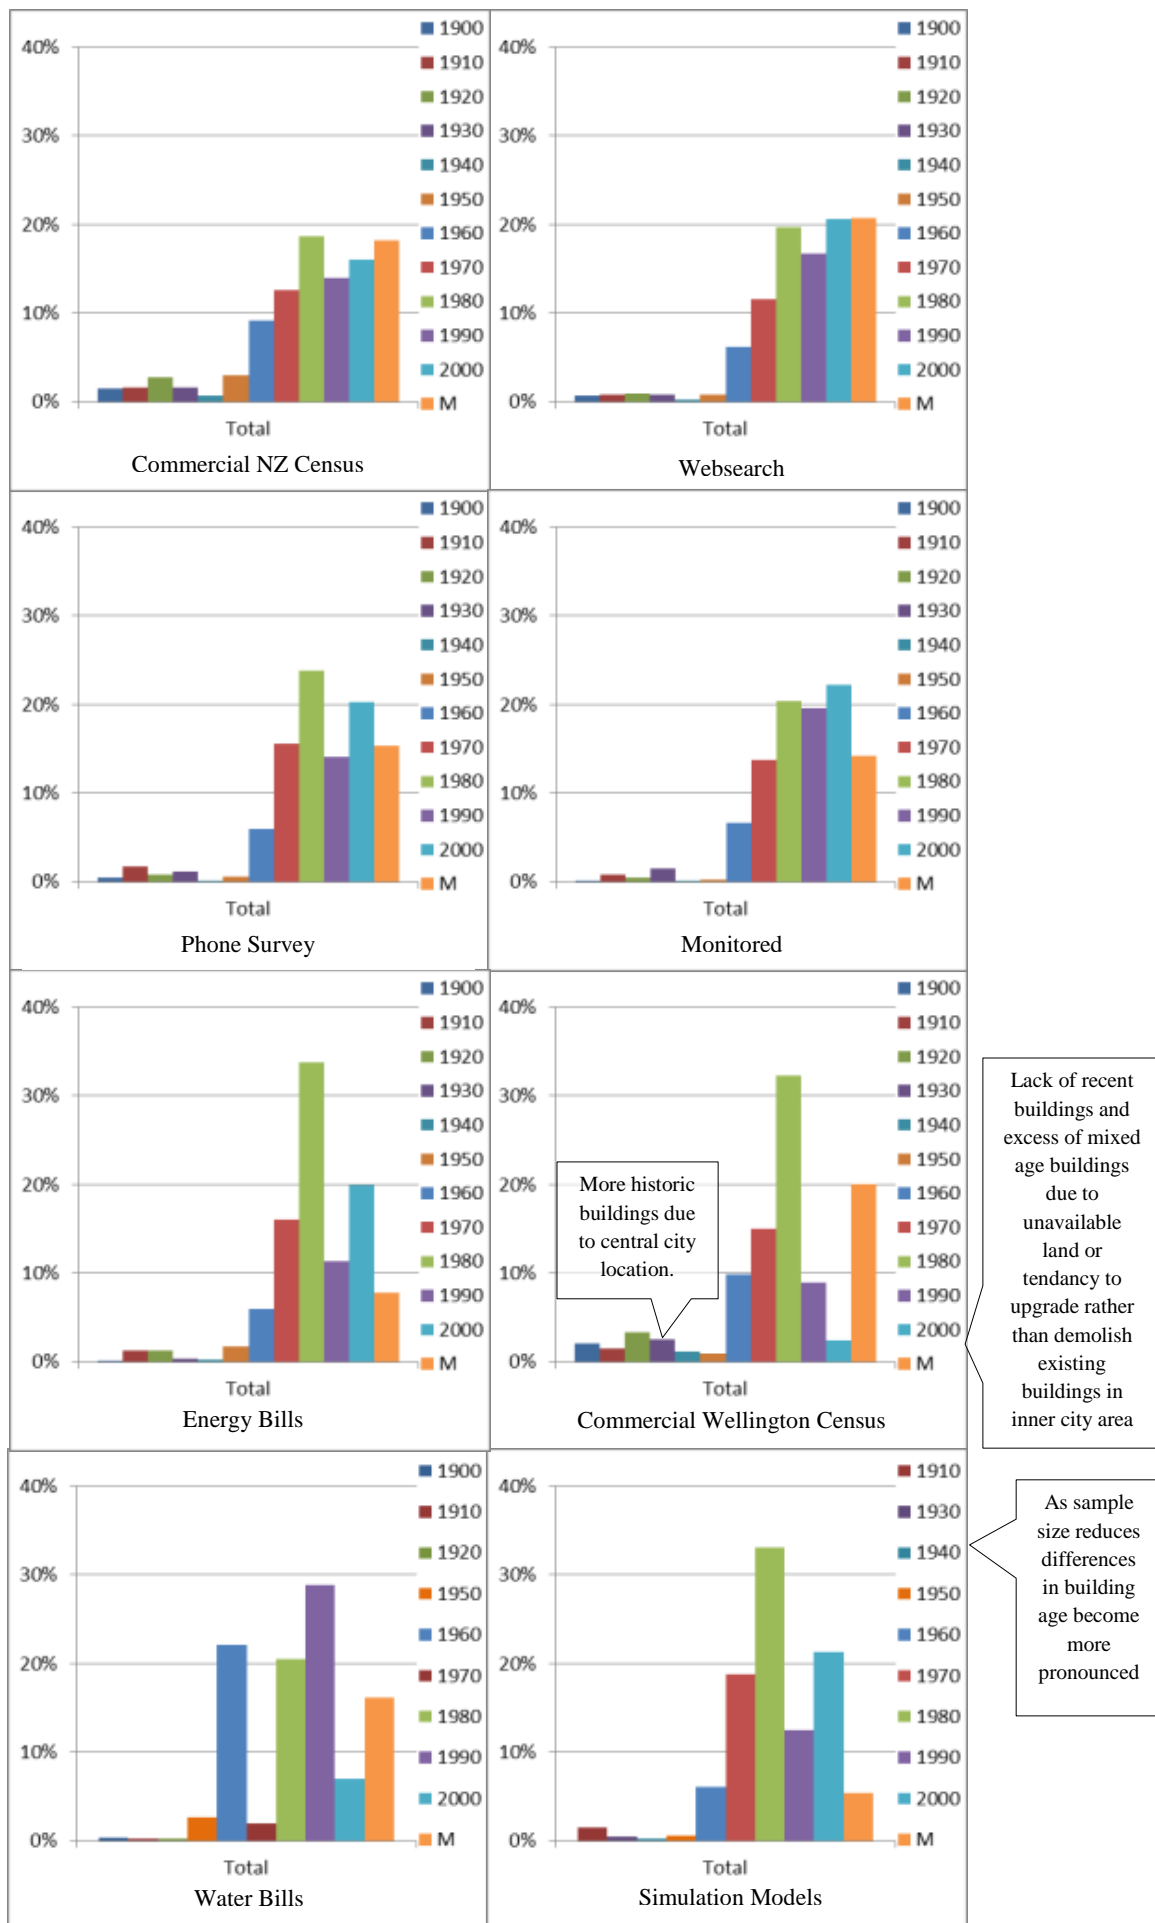 40%
30%
20%
10%
0%
1900
1910
1920
1930
1940
1950
1960
1970
1980
1990
2000
M
Total
Commercial NZ Census
40%
30%
20%
10%
0%
1900
1910
1920
1930
1940
1950
1960
1970
1980
1990
2000
M
Total
Websearch
40%
30%
20%
10%
0%
1900
1910
1920
1930
1940
1950
1960
1970
1980
1990
2000
M
Total
Phone Survey
40%
30%
20%
10%
0%
1900
1910
1920
1930
1940
1950
1960
1970
1980
1990
2000
M
Total
Monitored
40%
30%
20%
10%
0%
1900
1910
1920
1930
1940
1950
1960
1970
1980
1990
2000
M
Total
Energy Bills
40%
30%
20%
10%
0%
More historic
buildings due
to central city
location.
1900
1910
1920
1930
1940
1950
1960
1970
1980
1990
2000
M
Total
Commercial Wellington Census
Lack of recent
buildings and
excess of mixed
age buildings
due to
unavailable
land or
tendancy to
upgrade rather
than demolish
existing
buildings in
inner city area
40%
30%
20%
10%
0%
1900
1910
1920
1950
1960
1970
1980
1990
2000
M
Total
Water Bills
40%
30%
20%
10%
0%
1910
1930
1940
1950
1960
1970
1980
1990
2000
M
Total
Simulation Models
As sample
size reduces
differences
in building
age become
more
pronounced